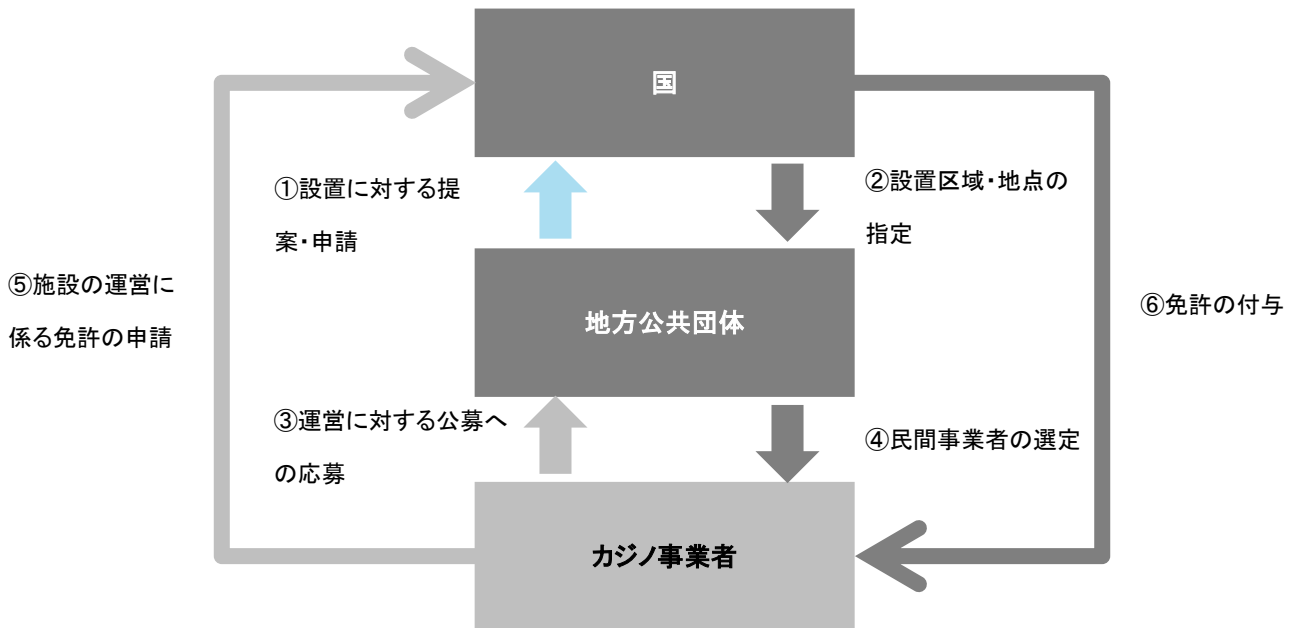 国
①設置に対する提
案・申請
②設置区域・地点の
指定
地方公共団体
③運営に対する公募へ
の応募
④民間事業者の選定
カジノ事業者
⑤施設の運営に
係る免許の申請
⑥免許の付与